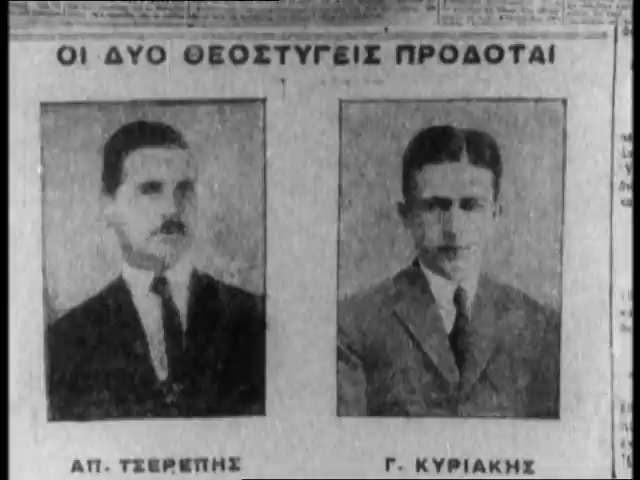 ΟΙ ΔΥΟ ΘΕΟΣΤΥΓΕΙΣ ΠΡΟΔΟΤΑΙ
ΑΠ. ΤΣΕΡΕΠΗΣ
Γ. ΚΥΡΙΑΚΗΣ